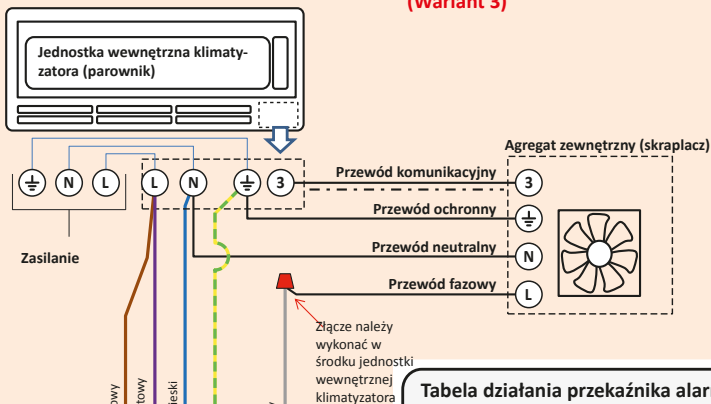 (Wariant 3)
Jednostka wewnętrzna klimaty-
zatora (parownik)
Agregat zewnętrzny (skraplacz)
N L L N 3
Przewód komunikacyjny 3
Przewód ochronny
Przewód neutralny N
Przewód fazowy L
Zasilanie
Złącze należy
wykonać w
środku jednostki
wewnętrznej
klimatyzatora
Tabela działania przekaźnika alar